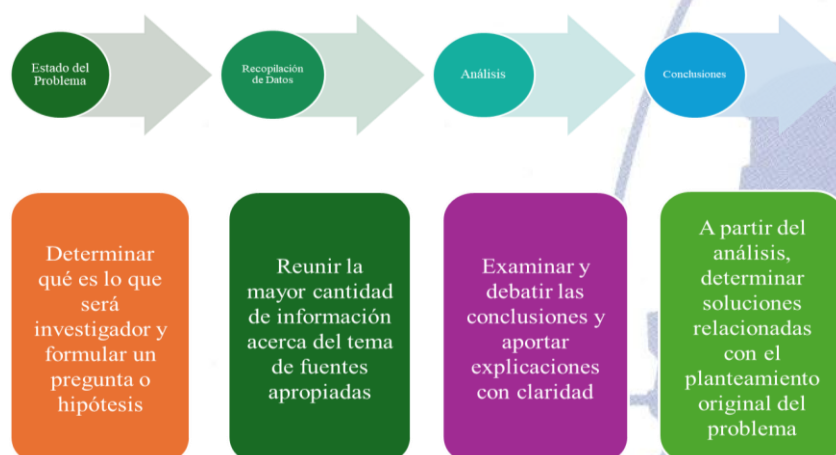 Estado del
Problema
Recopilación
de Datos
Análisis
Conclusiones
Determinar
qué es lo que
será
investigador y
formular un
pregunta o
hipótesis
Reunir la
mayor cantidad
de información
acerca del tema
de fuentes
apropiadas
Examinar y
debatir las
conclusiones y
aportar
explicaciones
con claridad
A partir del
análisis,
determinar
soluciones
relacionadas
con el
planteamiento
original del
problema